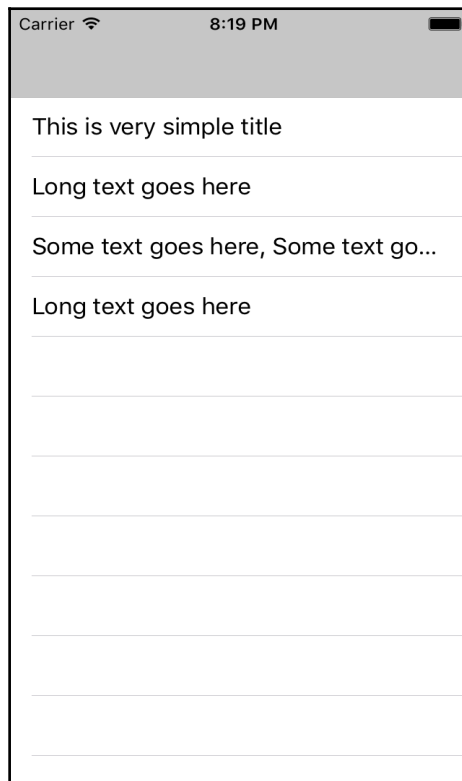 Carrier 8:19 PM
This is very simple title
Long text goes here
Some text goes here, Some text go...
Long text goes here